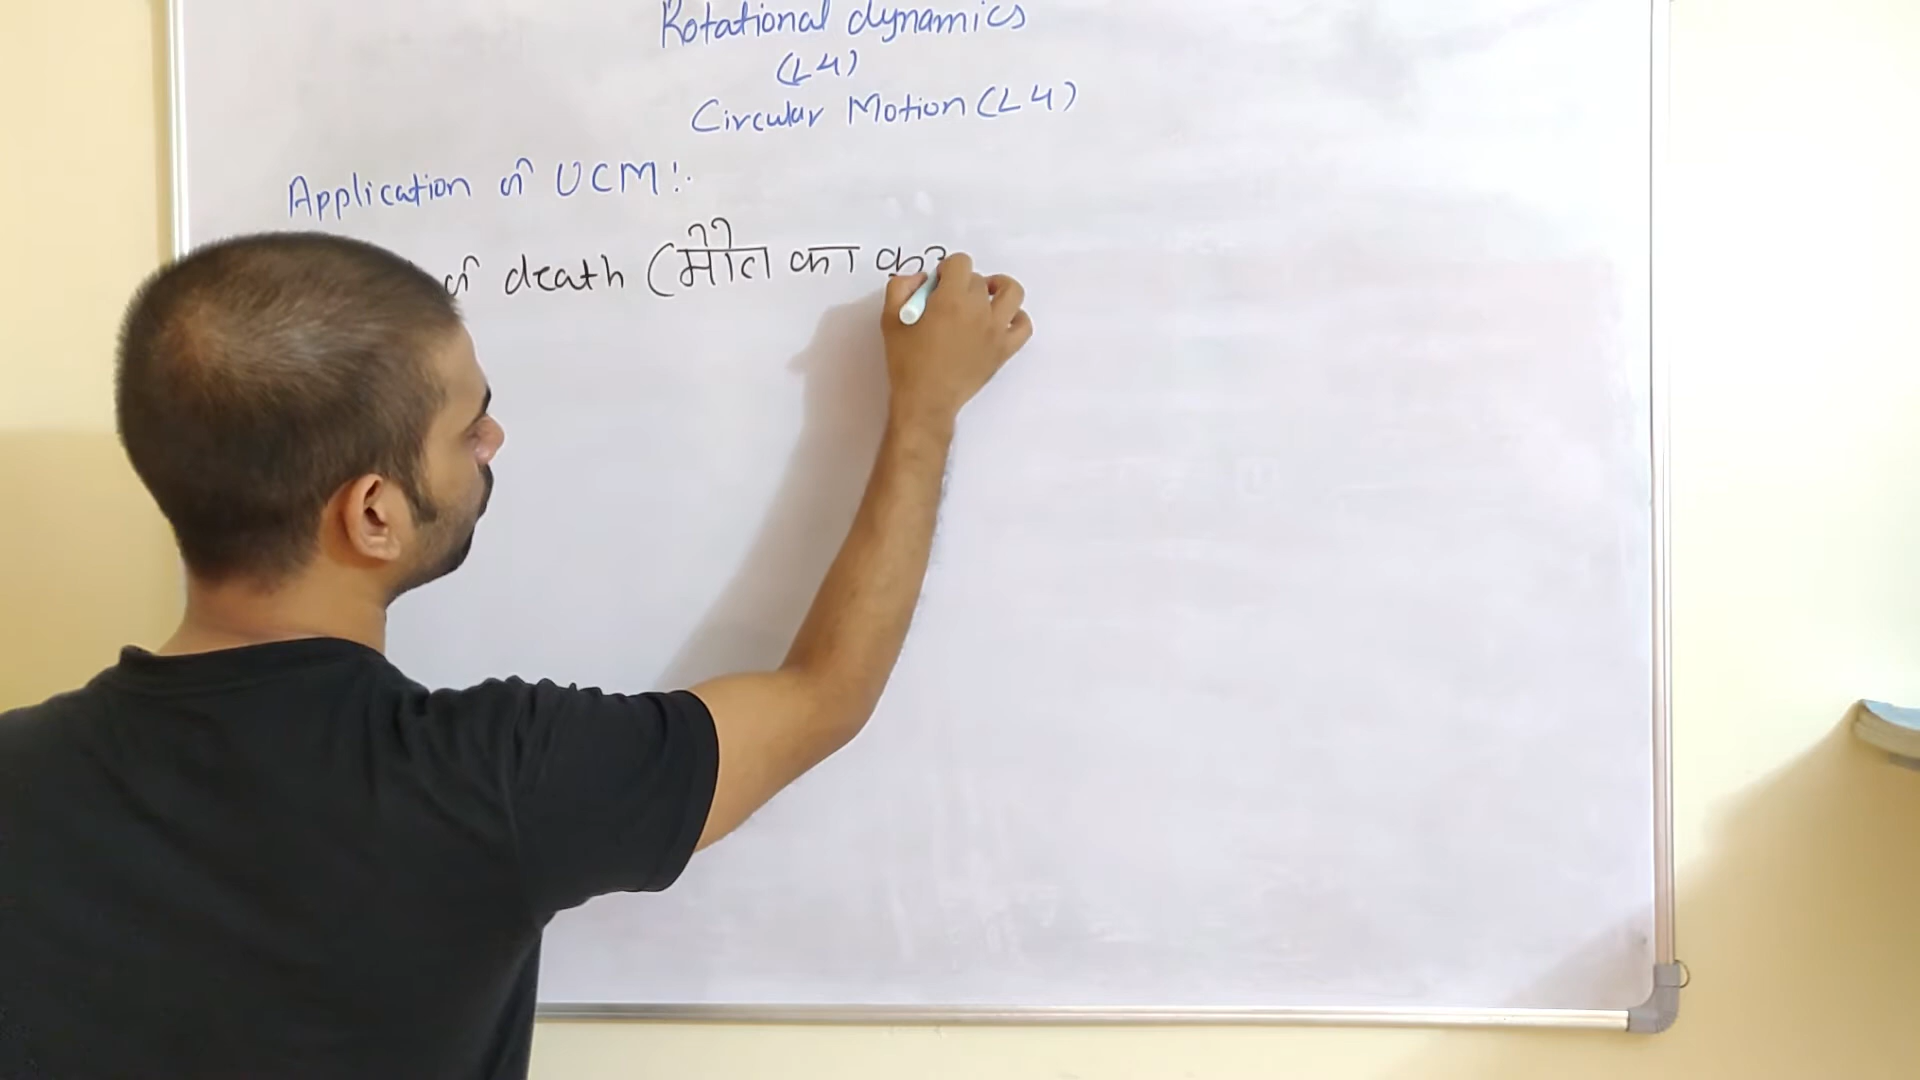 Rotational dynamics
(L4)
Circular Motion (L4)
Application of UCM :-
of death (मौत का